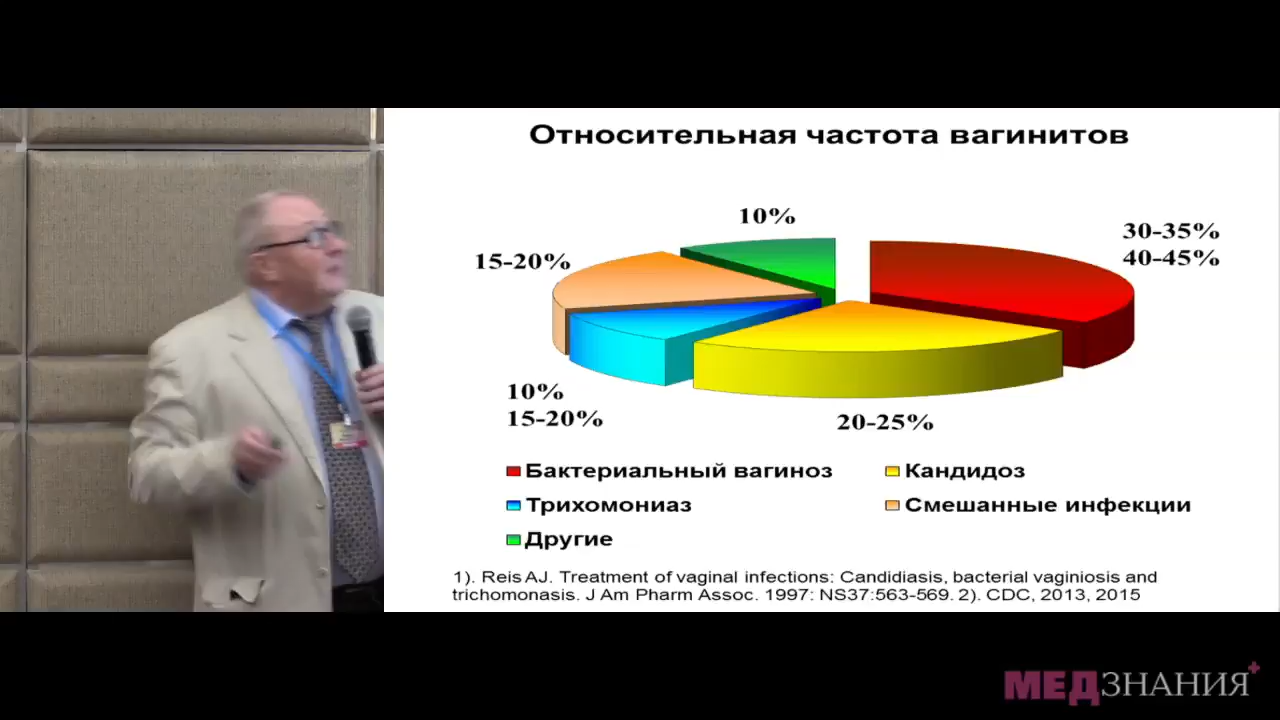 Относительная частота вагинитов
10%
30-35%
40-45%
15-20%
10%
15-20%
20-25%
Бактериальный вагиноз
Кандидоз
Трихомониаз
Смешанные инфекции
Другие
1). Reis AJ. Treatment of vaginal infections: Candidiasis, bacterial vaginiosis and
trichomonasis. J Am Pharm Assoc. 1997: NS37:563-569. 2). CDC, 2013, 2015
МЕДЗНАНИЯ+